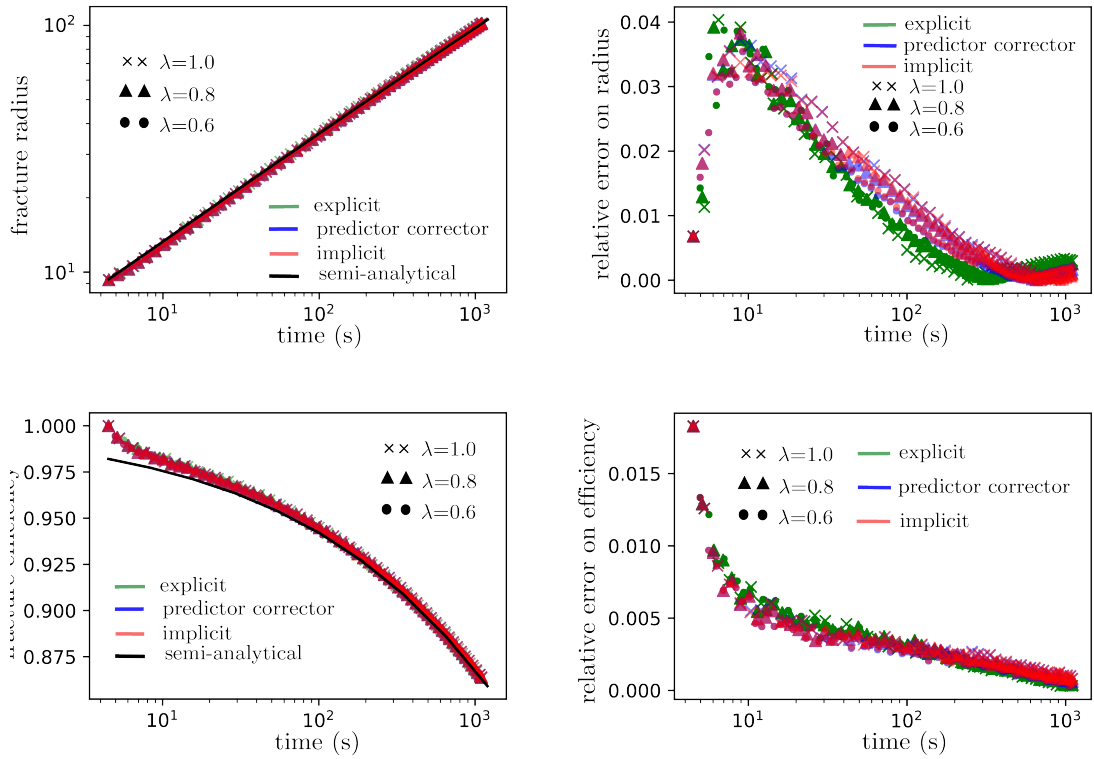 fracture radius
10²
10¹
λ=1.0
λ=0.8
λ=0.6
explicit
predictor corrector
implicit
semi-analytical
10¹ 10² 10³
time (s)
relative error on radius
0.04
0.03
0.02
0.01
0.00
explicit
predictor corrector
implicit
λ=1.0
λ=0.8
λ=0.6
10¹ 10² 10³
time (s)
1.000
0.975
0.950
0.925
0.900
0.875
λ=1.0
λ=0.8
λ=0.6
explicit
predictor corrector
implicit
semi-analytical
10¹ 10² 10³
time (s)
relative error on efficiency
0.015
0.010
0.005
0.000
λ=1.0
λ=0.8
λ=0.6
explicit
predictor corrector
implicit
10¹ 10² 10³
time (s)